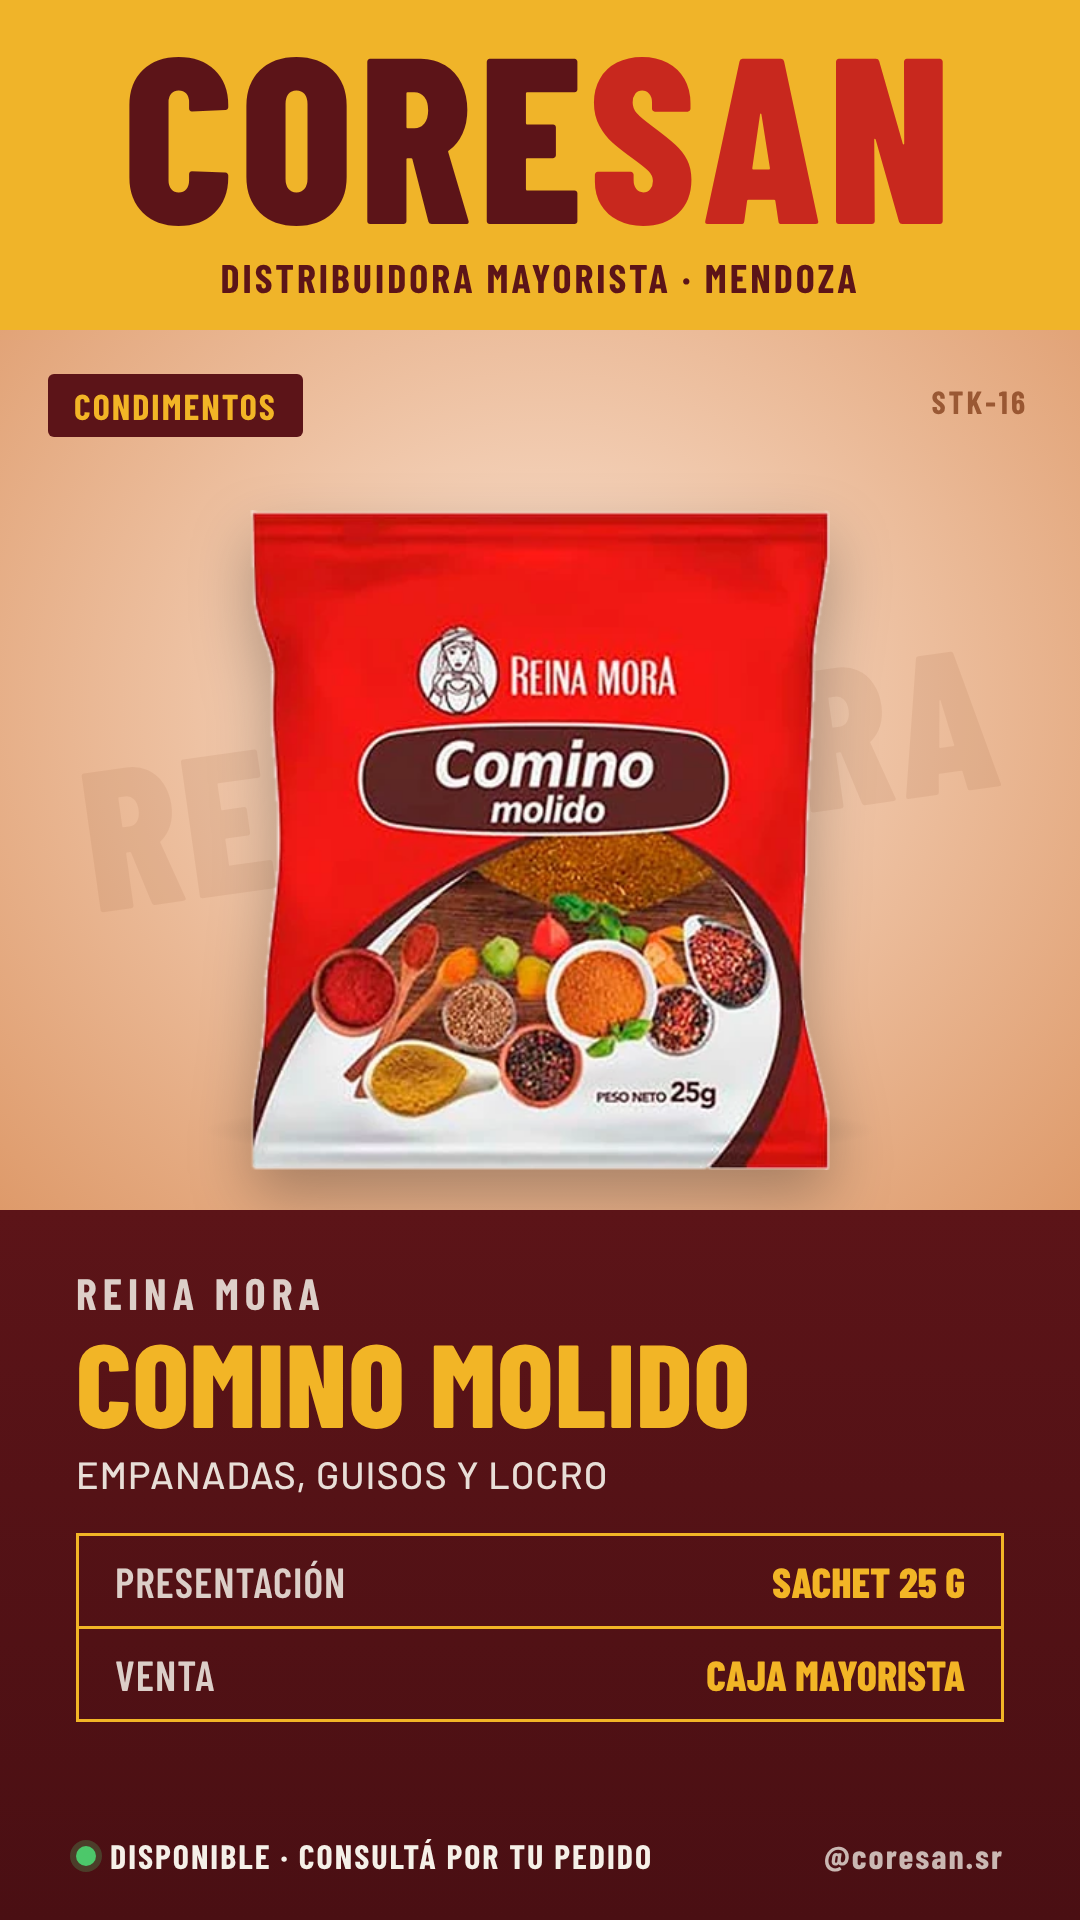 CORESAN
DISTRIBUIDORA MAYORISTA · MENDOZA
CONDIMENTOS
STK-16
REINA MORA
Comino
molido
PESO NETO 25g
REINA MORA
COMINO MOLIDO
EMPANADAS, GUISOS Y LOCRO
PRESENTACIÓN SACHET 25 G
VENTA CAJA MAYORISTA
DISPONIBLE · CONSULTÁ POR TU PEDIDO
@coresan.sr